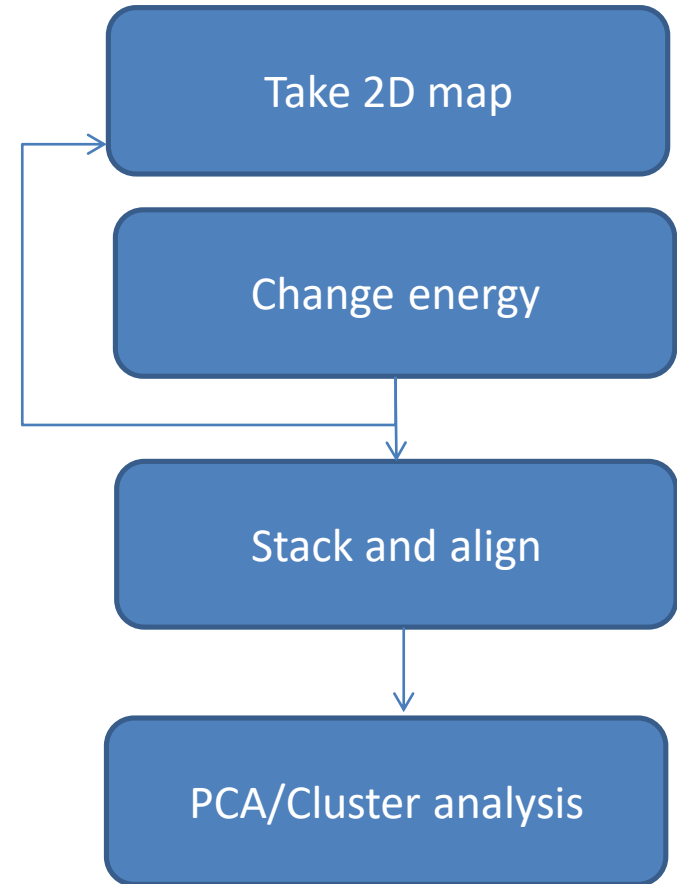 Take 2D map
Change energy
Stack and align
PCA/Cluster analysis